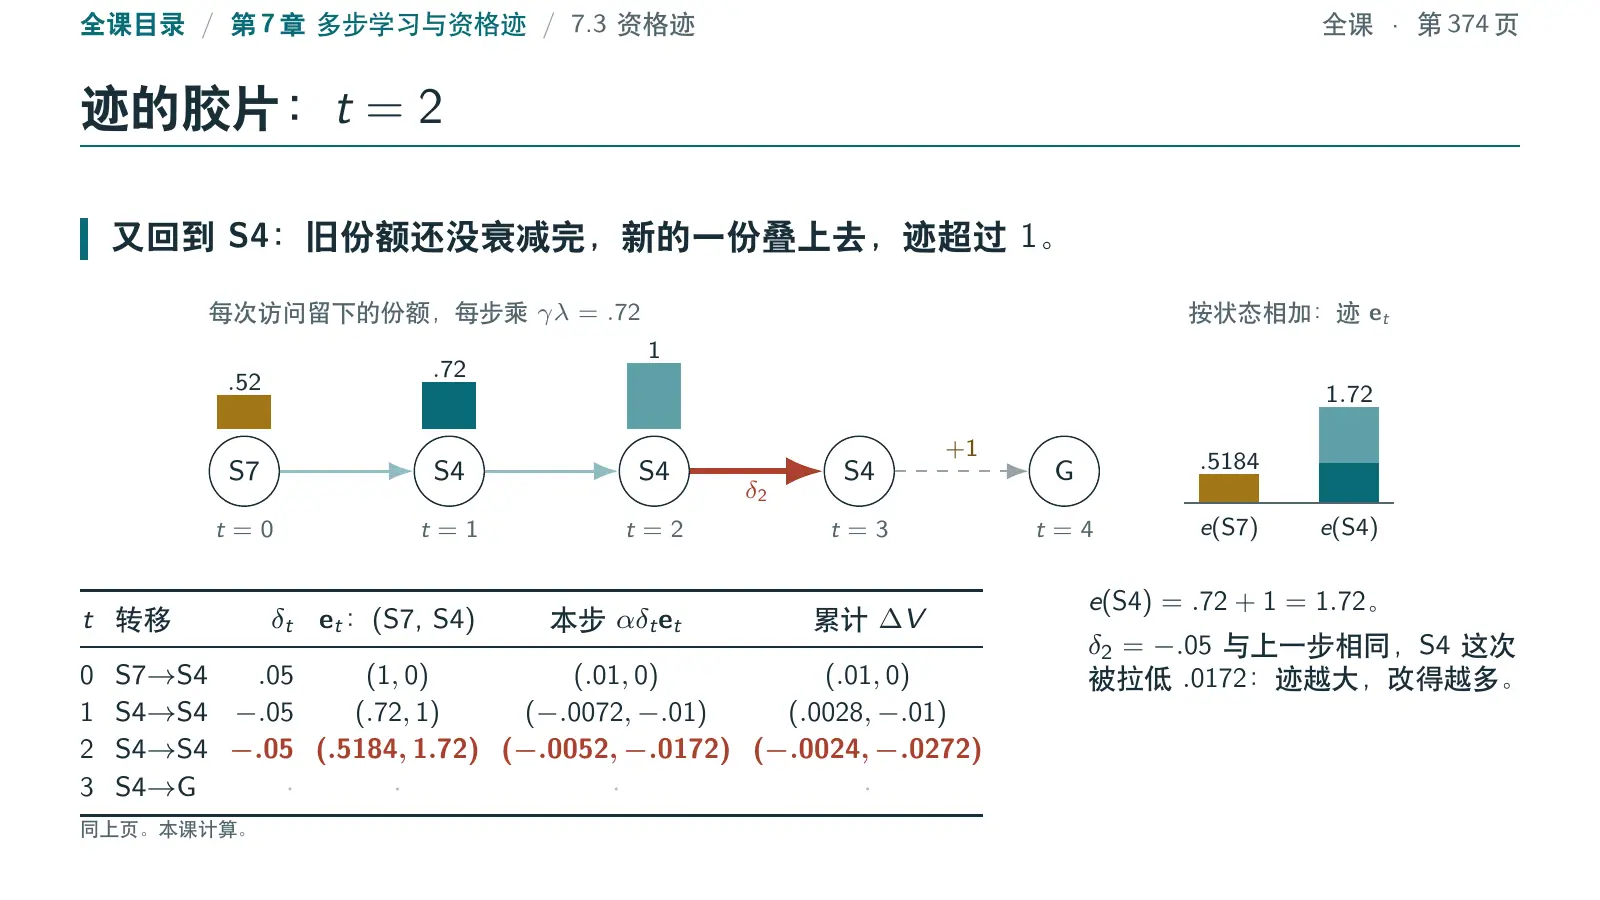 全课目录 / 第 7 章 多步学习与资格迹 / 7.3 资格迹
全课 · 第 374 页
迹的胶片： t = 2
又回到 S4：旧份额还没衰减完，新的一份叠上去，迹超过 1。
每次访问留下的份额，每步乘 γλ = .72
按状态相加：迹 e_t
.52 .72 1
S7 S4 S4 S4 G
δ₂ +1
t = 0 t = 1 t = 2 t = 3 t = 4
.5184 1.72
e(S7) e(S4)
t 转移 δ_t e_t：(S7, S4) 本步 αδ_te_t 累计 ΔV
0 S7→S4 .05 (1, 0) (.01, 0) (.01, 0)
1 S4→S4 −.05 (.72, 1) (−.0072, −.01) (.0028, −.01)
2 S4→S4 −.05 (.5184, 1.72) (−.0052, −.0172) (−.0024, −.0272)
3 S4→G · · · ·
同上页。本课计算。
e(S4) = .72 + 1 = 1.72。
δ₂ = −.05 与上一步相同，S4 这次
被拉低 .0172：迹越大，改得越多。